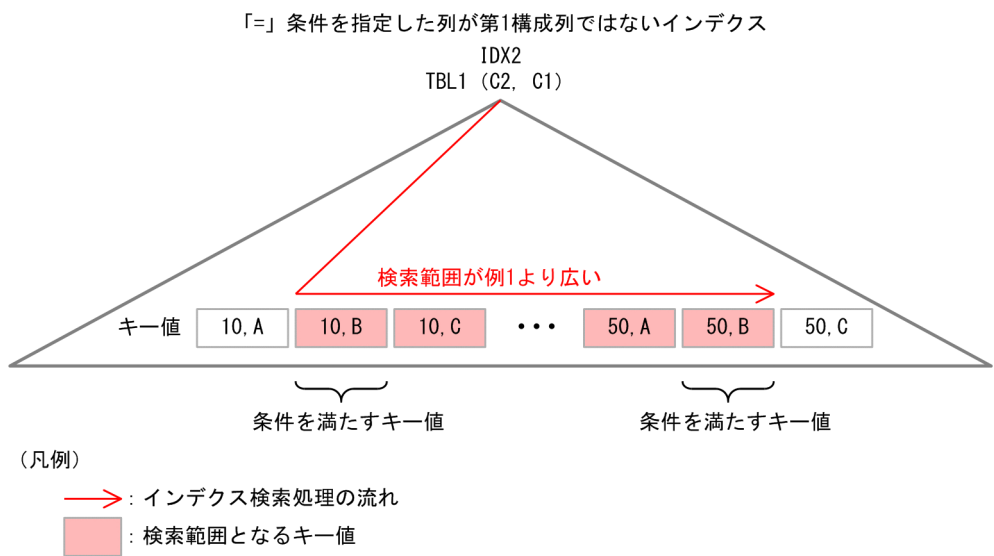 「=」条件を指定した列が第1構成列ではないインデクス
IDX2
TBL1 (C2, C1)
検索範囲が例1より広い
キー値 10, A 10, B 10, C ・・・ 50, A 50, B 50, C
条件を満たすキー値 条件を満たすキー値
(凡例)
: インデクス検索処理の流れ
: 検索範囲となるキー値